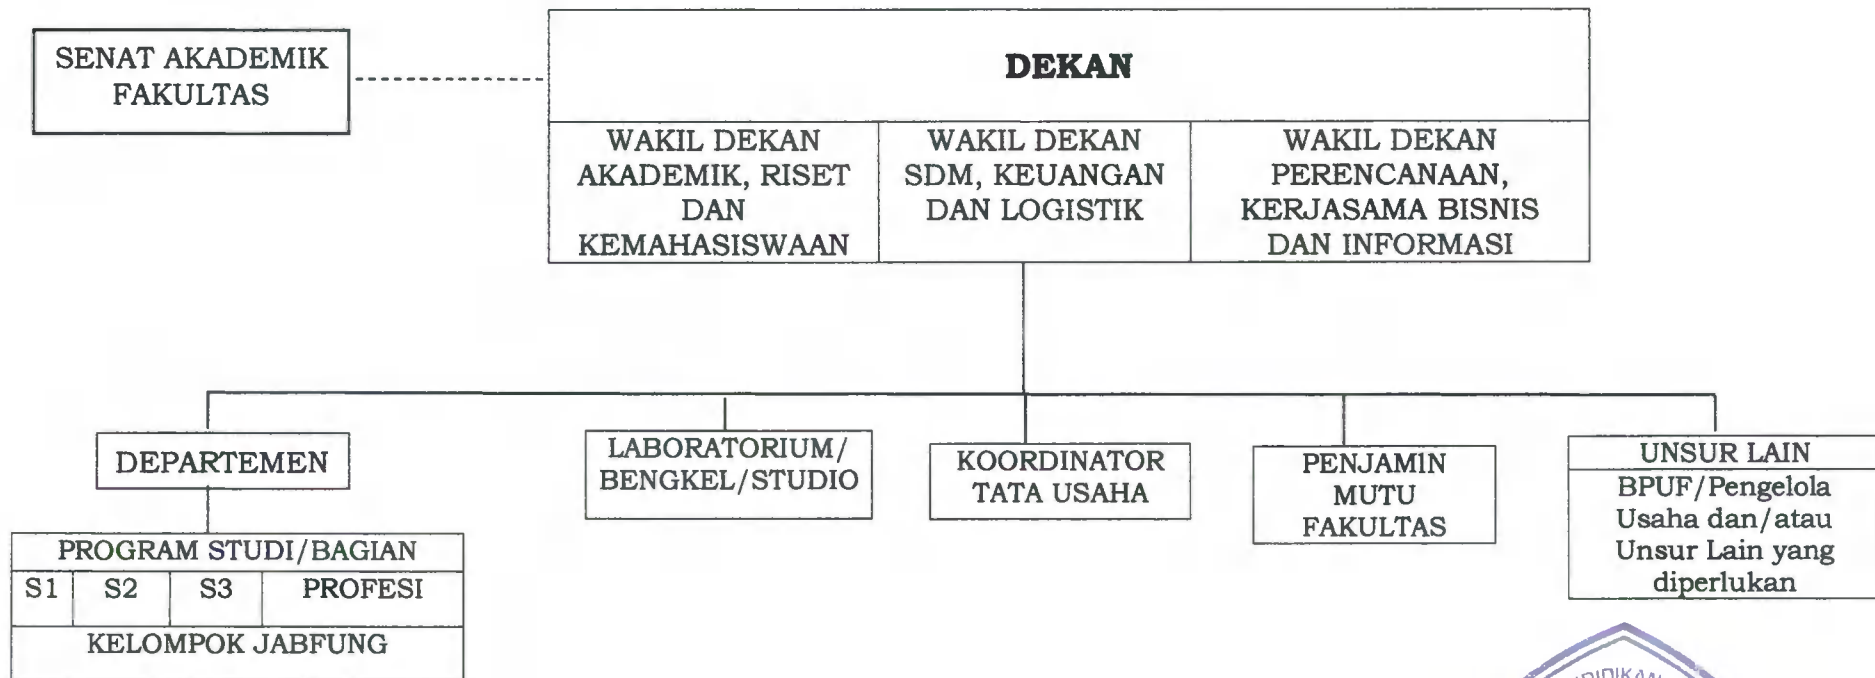 SENAT AKADEMIK
FAKULTAS
DEKAN
WAKIL DEKAN
AKADEMIK, RISET
DAN
KEMAHASISWAAN
WAKIL DEKAN
SDM, KEUANGAN
DAN LOGISTIK
WAKIL DEKAN
PERENCANAAN,
KERJASAMA BISNIS
DAN INFORMASI
DEPARTEMEN
PROGRAM STUDI/BAGIAN
S1 S2 S3 PROFESI
KELOMPOK JABFUNG
LABORATORIUM/
BENGKEL/STUDIO
KOORDINATOR
TATA USAHA
PENJAMIN
MUTU
FAKULTAS
UNSUR LAIN
BPUF/Pengelola
Usaha dan/atau
Unsur Lain yang
diperlukan